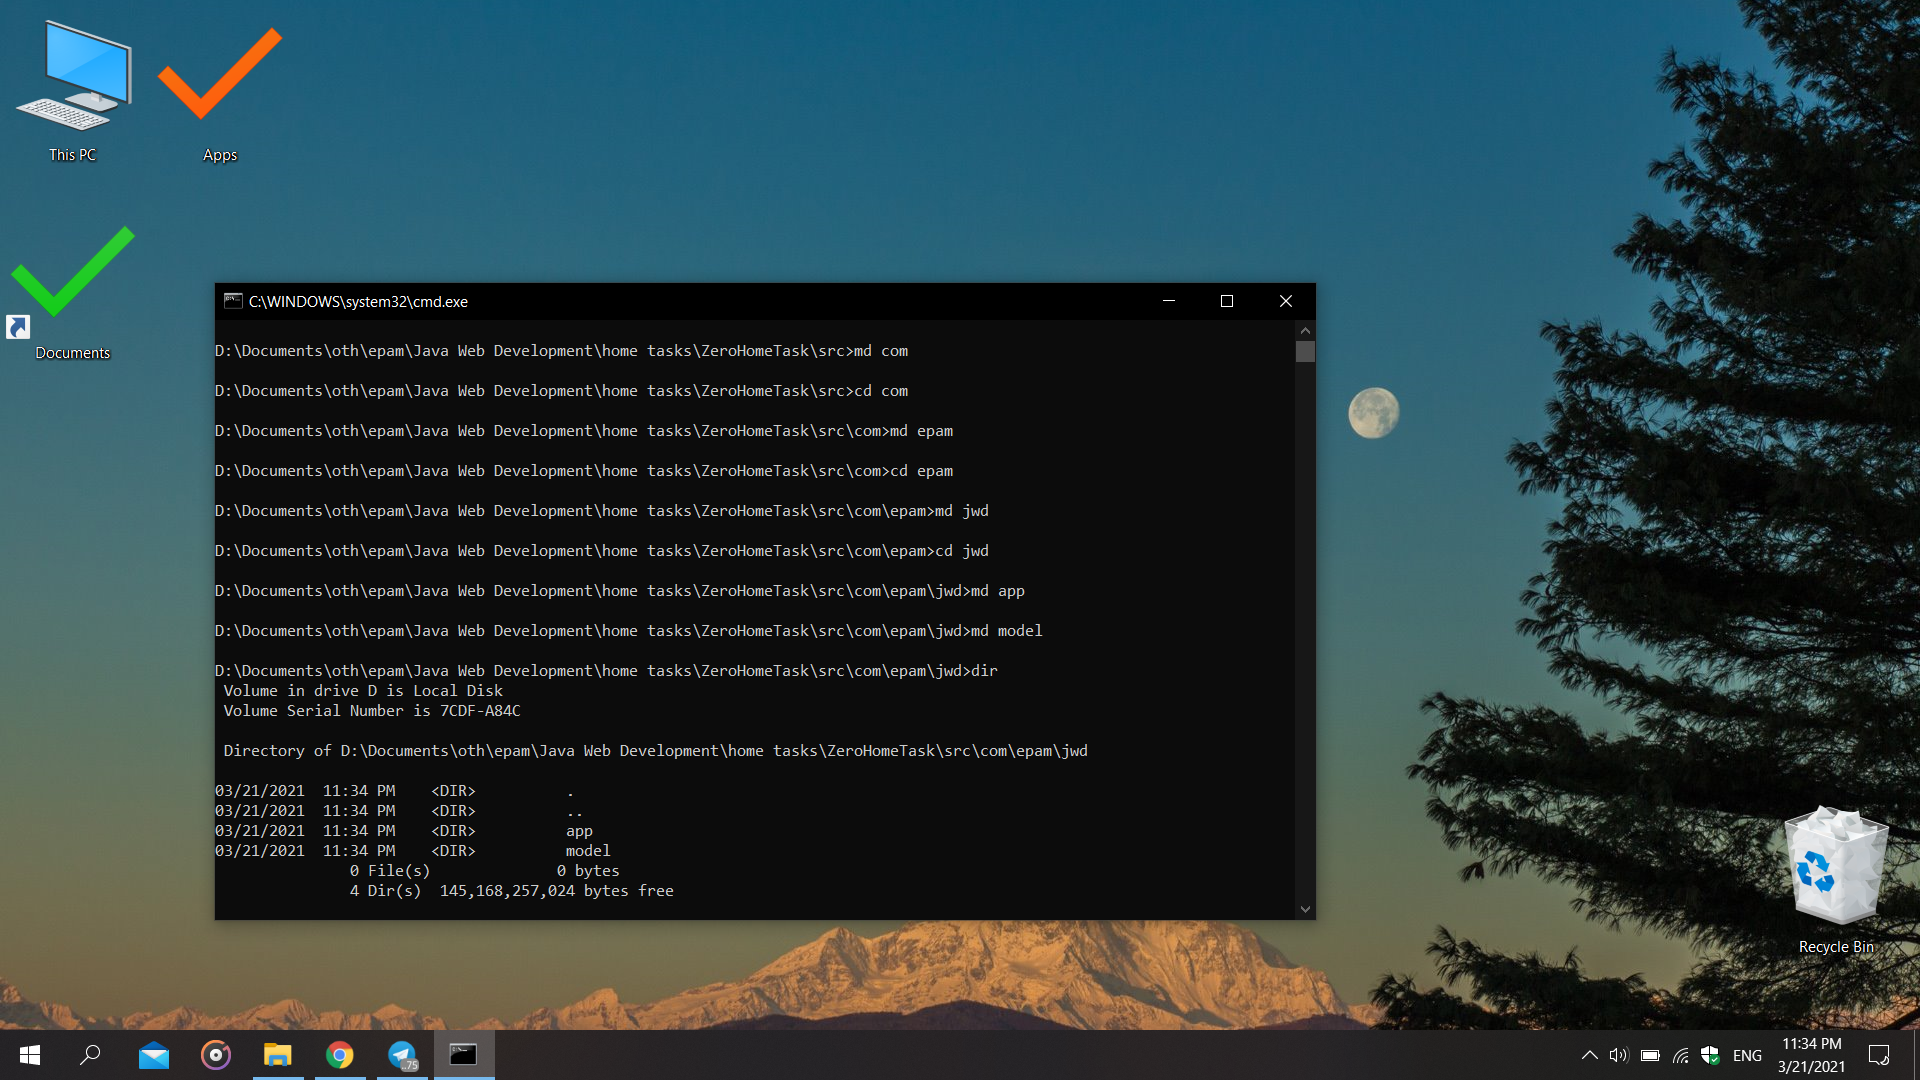 This PC
Apps
Documents
C:\WINDOWS\system32\cmd.exe
D:\Documents\oth\epam\Java Web Development\home tasks\ZeroHomeTask\src>md com
D:\Documents\oth\epam\Java Web Development\home tasks\ZeroHomeTask\src>cd com
D:\Documents\oth\epam\Java Web Development\home tasks\ZeroHomeTask\src\com>md epam
D:\Documents\oth\epam\Java Web Development\home tasks\ZeroHomeTask\src\com>cd epam
D:\Documents\oth\epam\Java Web Development\home tasks\ZeroHomeTask\src\com\epam>md jwd
D:\Documents\oth\epam\Java Web Development\home tasks\ZeroHomeTask\src\com\epam>cd jwd
D:\Documents\oth\epam\Java Web Development\home tasks\ZeroHomeTask\src\com\epam\jwd>md app
D:\Documents\oth\epam\Java Web Development\home tasks\ZeroHomeTask\src\com\epam\jwd>md model
D:\Documents\oth\epam\Java Web Development\home tasks\ZeroHomeTask\src\com\epam\jwd>dir
Volume in drive D is Local Disk
Volume Serial Number is 7CDF-A84C
Directory of D:\Documents\oth\epam\Java Web Development\home tasks\ZeroHomeTask\src\com\epam\jwd
03/21/2021  11:34 PM    <DIR>          .
03/21/2021  11:34 PM    <DIR>          ..
03/21/2021  11:34 PM    <DIR>          app
03/21/2021  11:34 PM    <DIR>          model
0 File(s)              0 bytes
4 Dir(s)  145,168,257,024 bytes free
Recycle Bin
..75
ENG
11:34 PM
3/21/2021